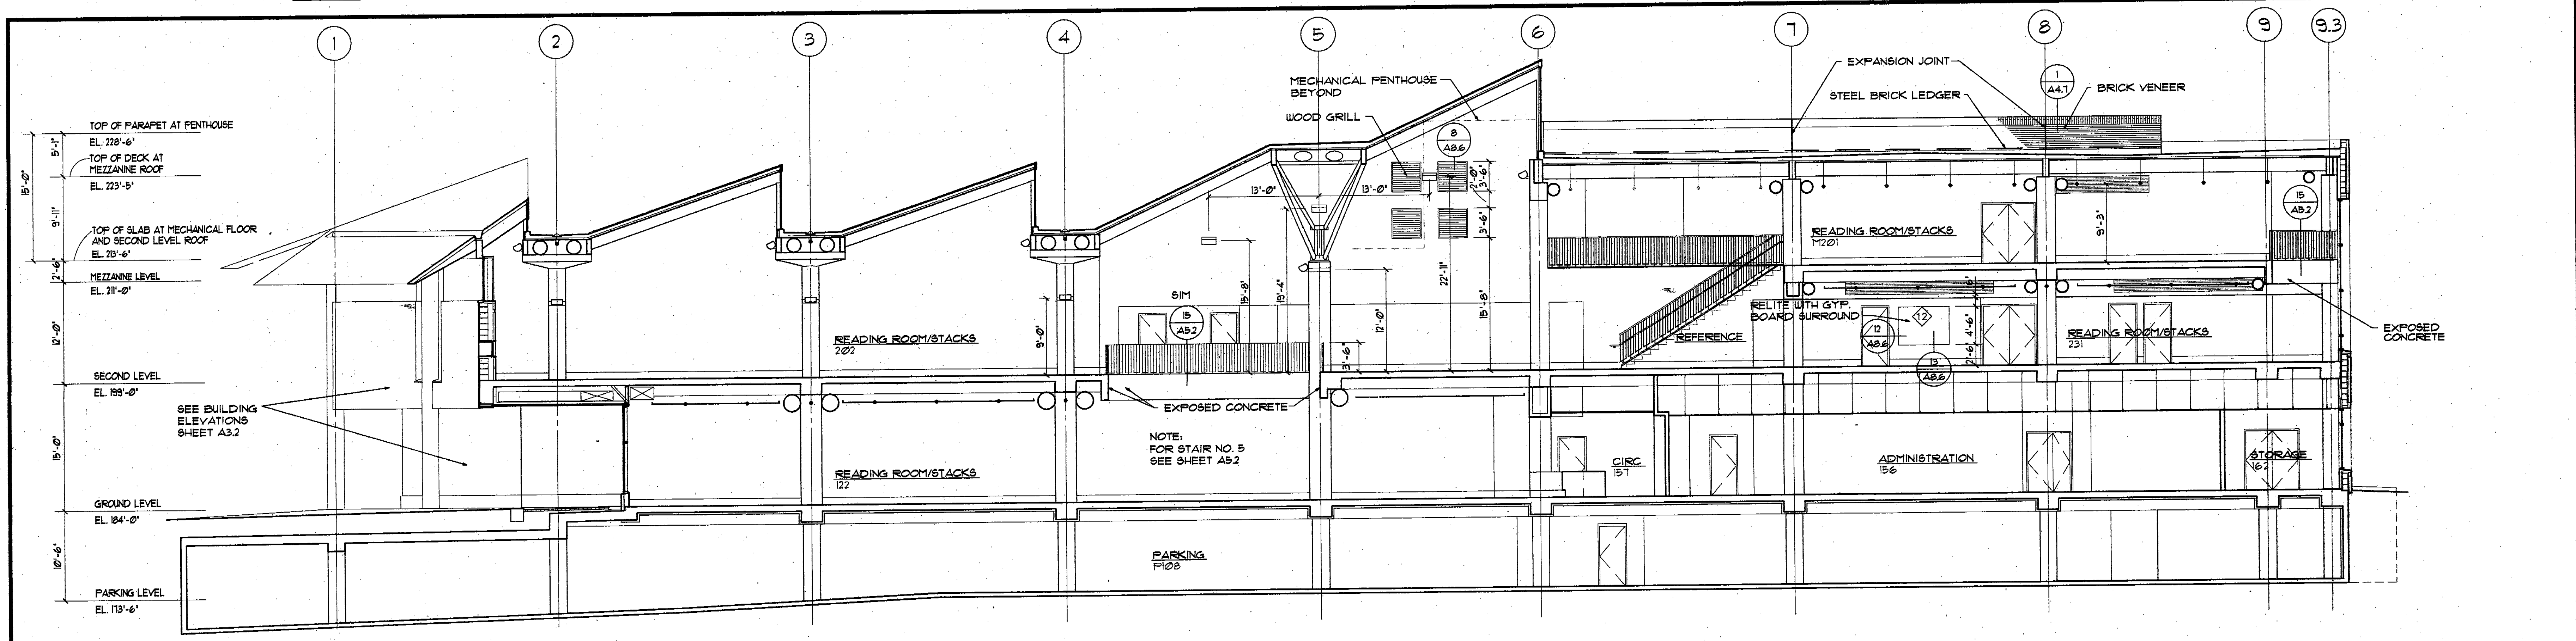 1
2
3
4
5
6
7
8
9
9.3
MECHANICAL PENTHOUSE
BEYOND
WOOD GRILL
8
A8.6
EXPANSION JOINT
STEEL BRICK LEDGER
1
A4.7
BRICK VENEER
TOP OF PARAPET AT PENTHOUSE
EL. 228'-6"
5'-1"
TOP OF DECK AT
MEZZANINE ROOF
EL. 223'-5"
15'-0"
9'-11"
TOP OF SLAB AT MECHANICAL FLOOR
AND SECOND LEVEL ROOF
EL. 213'-6"
2'-6"
MEZZANINE LEVEL
EL. 211'-0"
12'-0"
SECOND LEVEL
EL. 199'-0"
SEE BUILDING
ELEVATIONS
SHEET A3.2
15'-0"
GROUND LEVEL
EL. 184'-0"
10'-6"
PARKING LEVEL
EL. 173'-6"
13'-0"
13'-0"
2'-0"
3'-6"
3'-6"
15'-8"
19'-4"
12'-0"
22'-11"
15'-8"
9'-0"
3'-6"
SIM
15
A5.2
READING ROOM/STACKS
202
EXPOSED CONCRETE
NOTE:
FOR STAIR NO. 5
SEE SHEET A5.2
READING ROOM/STACKS
122
PARKING
P108
READING ROOM/STACKS
M201
9'-3"
15
A5.2
RELITE WITH GYP.
BOARD SURROUND
12
12
A8.6
REFERENCE
4'-6"
2'-6"
13
A8.6
READING ROOM/STACKS
231
EXPOSED
CONCRETE
CIRC
157
ADMINISTRATION
156
STORAGE
162